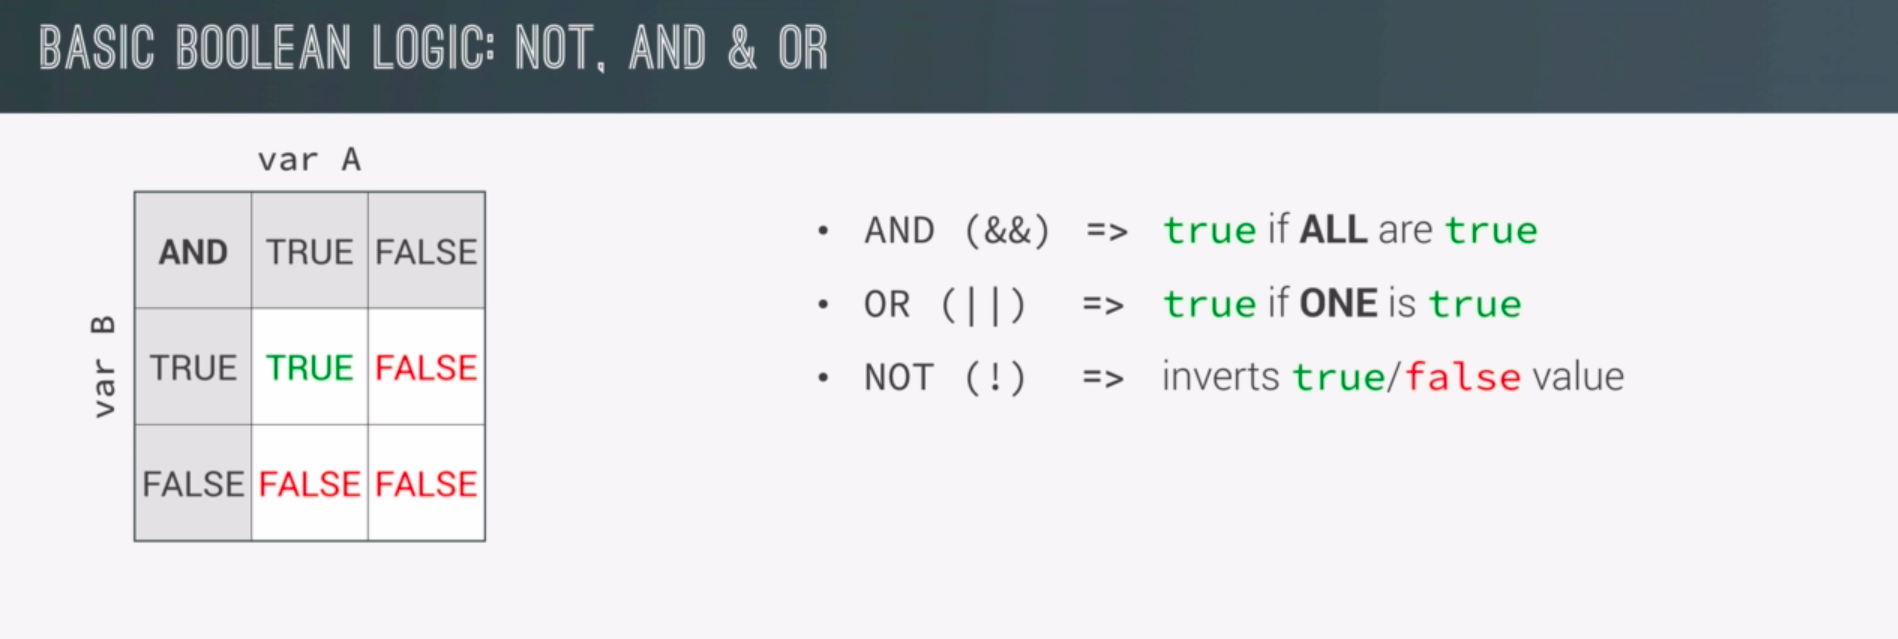 BASIC BOOLEAN LOGIC: NOT, AND & OR
var A
AND TRUE FALSE
var B
TRUE TRUE FALSE
FALSE FALSE FALSE
• AND (&&) => true if ALL are true
• OR (||) => true if ONE is true
• NOT (!) => inverts true/false value